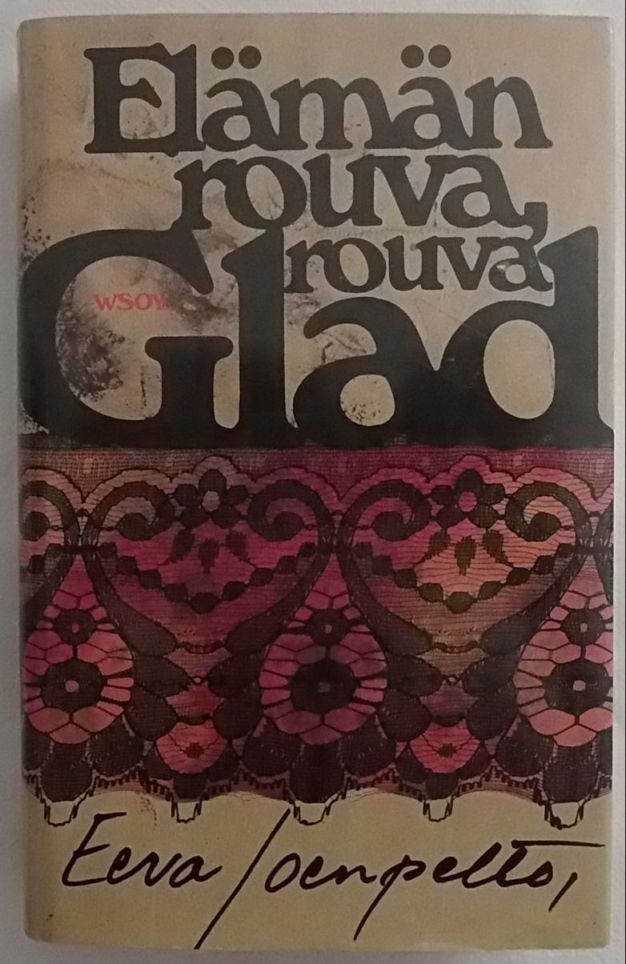 Elämän
rouva,
rouva
Glad
WSOY
Eeva Joenpelto,